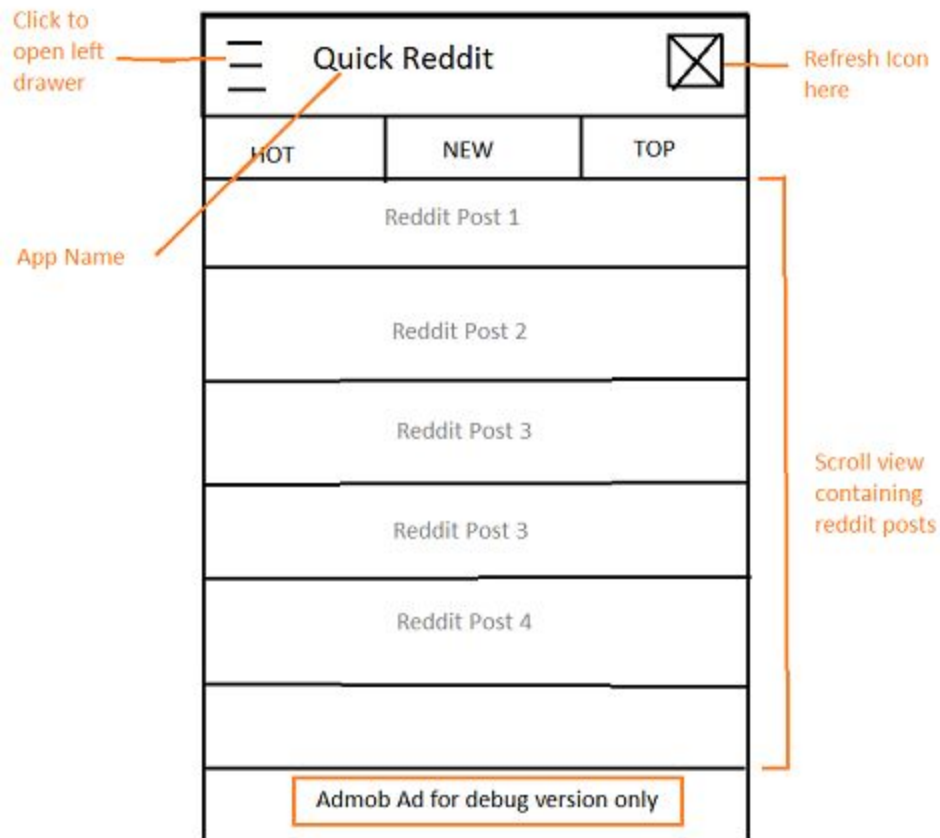 Click to
open left
drawer
Quick Reddit
Refresh Icon
here
HOT
NEW
TOP
Reddit Post 1
App Name
Reddit Post 2
Reddit Post 3
Scroll view
containing
reddit posts
Reddit Post 3
Reddit Post 4
Admob Ad for debug version only